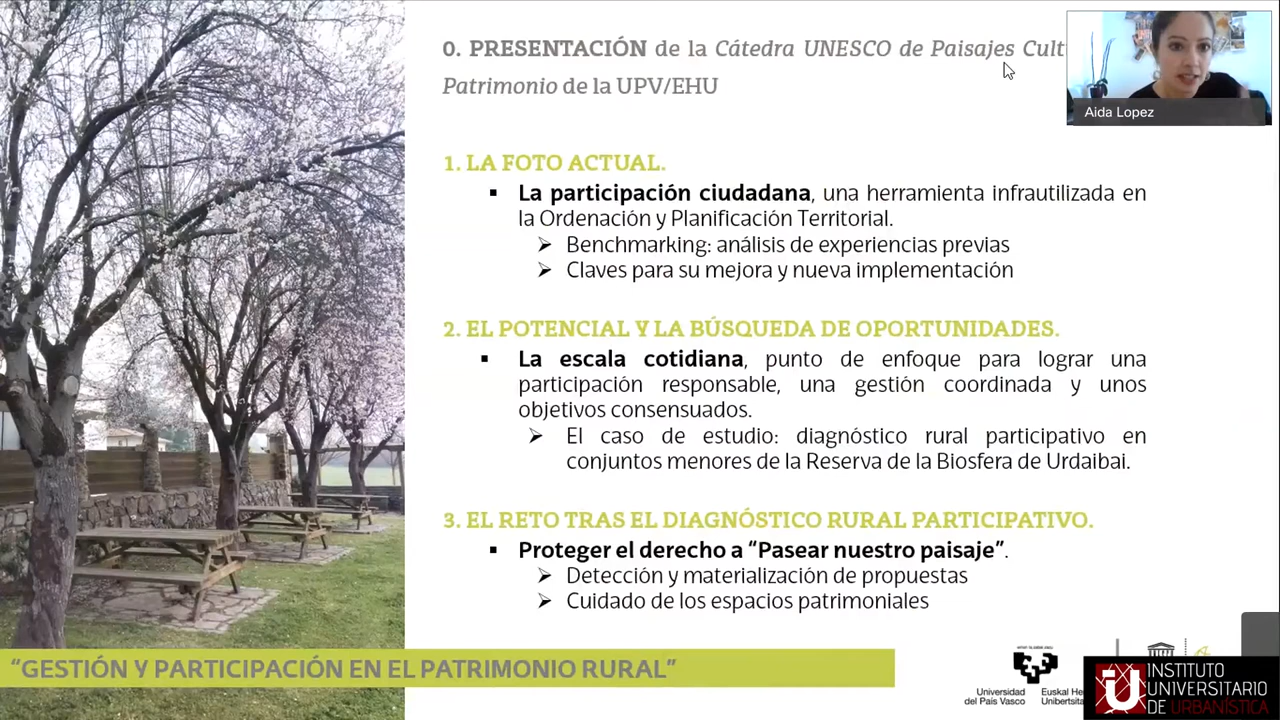 0. PRESENTACIÓN de la Cátedra UNESCO de Paisajes
Patrimonio de la UPV/EHU
Aida Lopez
1. LA FOTO ACTUAL.
La participación ciudadana, una herramienta infrautilizada en
la Ordenación y Planificación Territorial.
Benchmarking: análisis de experiencias previas
Claves para su mejora y nueva implementación
2. EL POTENCIAL Y LA BÚSQUEDA DE OPORTUNIDADES.
La escala cotidiana, punto de enfoque para lograr una
participación responsable, una gestión coordinada y unos
objetivos consensuados.
El caso de estudio: diagnóstico rural participativo en
conjuntos menores de la Reserva de la Biosfera de Urdaibai.
3. EL RETO TRAS EL DIAGNÓSTICO RURAL PARTICIPATIVO.
Proteger el derecho a “Pasear nuestro paisaje”.
Detección y materialización de propuestas
Cuidado de los espacios patrimoniales
“GESTIÓN Y PARTICIPACIÓN EN EL PATRIMONIO RURAL”
Universidad
del País Vasco
Euskal
INSTITUTO
UNIVERSITARIO
DE URBANÍSTICA